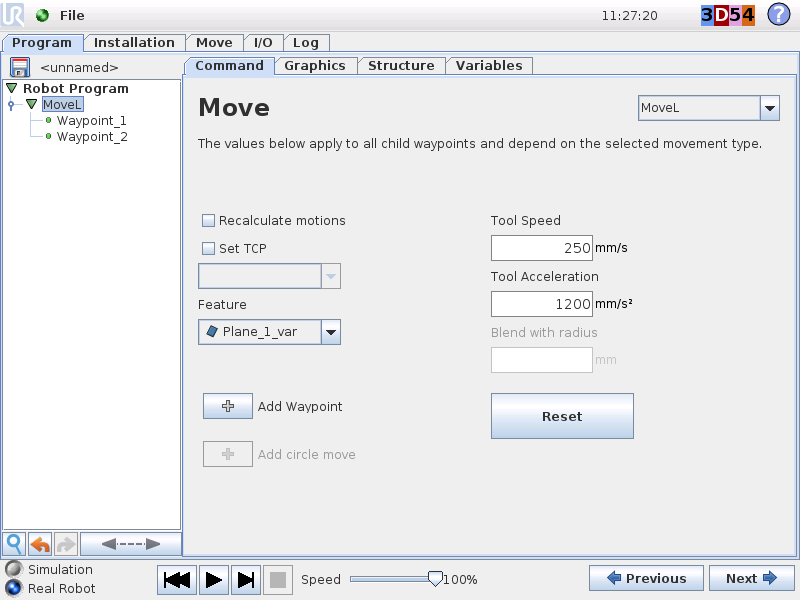 UR File 11:27:20 3D54 ?
Program Installation Move I/O Log
<unnamed> Command Graphics Structure Variables
Robot Program
MoveL
Waypoint_1
Waypoint_2
Move MoveL
The values below apply to all child waypoints and depend on the selected movement type.
Recalculate motions Tool Speed
Set TCP 250 mm/s
Tool Acceleration
Feature 1200 mm/s²
Plane_1_var Blend with radius
mm
Add Waypoint Reset
Add circle move
Simulation
Real Robot
Speed 100% Previous Next